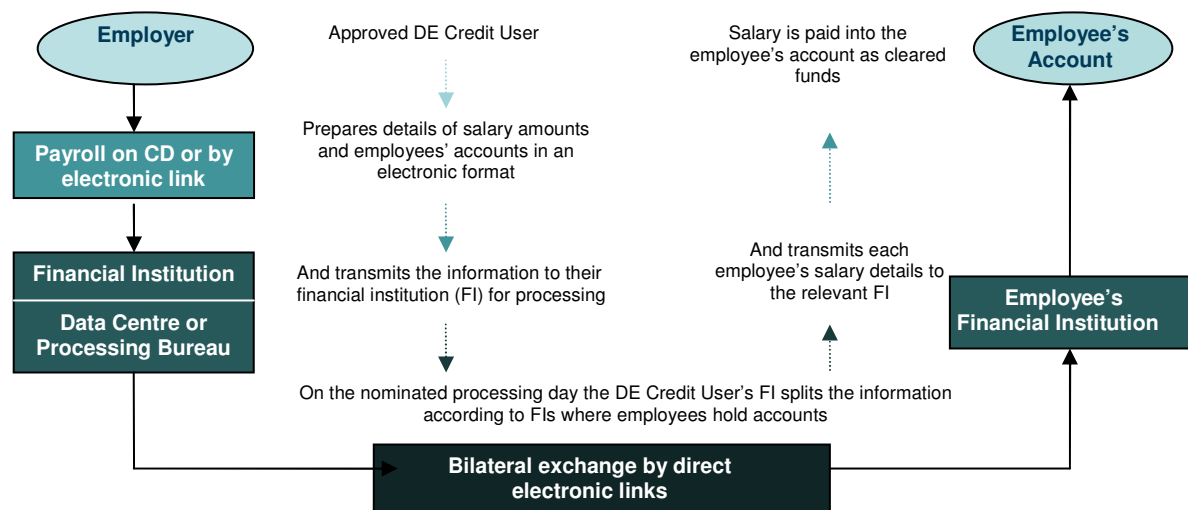 Employer
Approved DE Credit User
Salary is paid into the
employee’s account as cleared
funds
Employee’s
Account
Payroll on CD or by
electronic link
Prepares details of salary amounts
and employees’ accounts in an
electronic format
Financial Institution
Data Centre or
Processing Bureau
And transmits the information to their
financial institution (FI) for processing
And transmits each
employee’s salary details to
the relevant FI
Employee’s
Financial Institution
On the nominated processing day the DE Credit User’s FI splits the information
according to FIs where employees hold accounts
Bilateral exchange by direct
electronic links